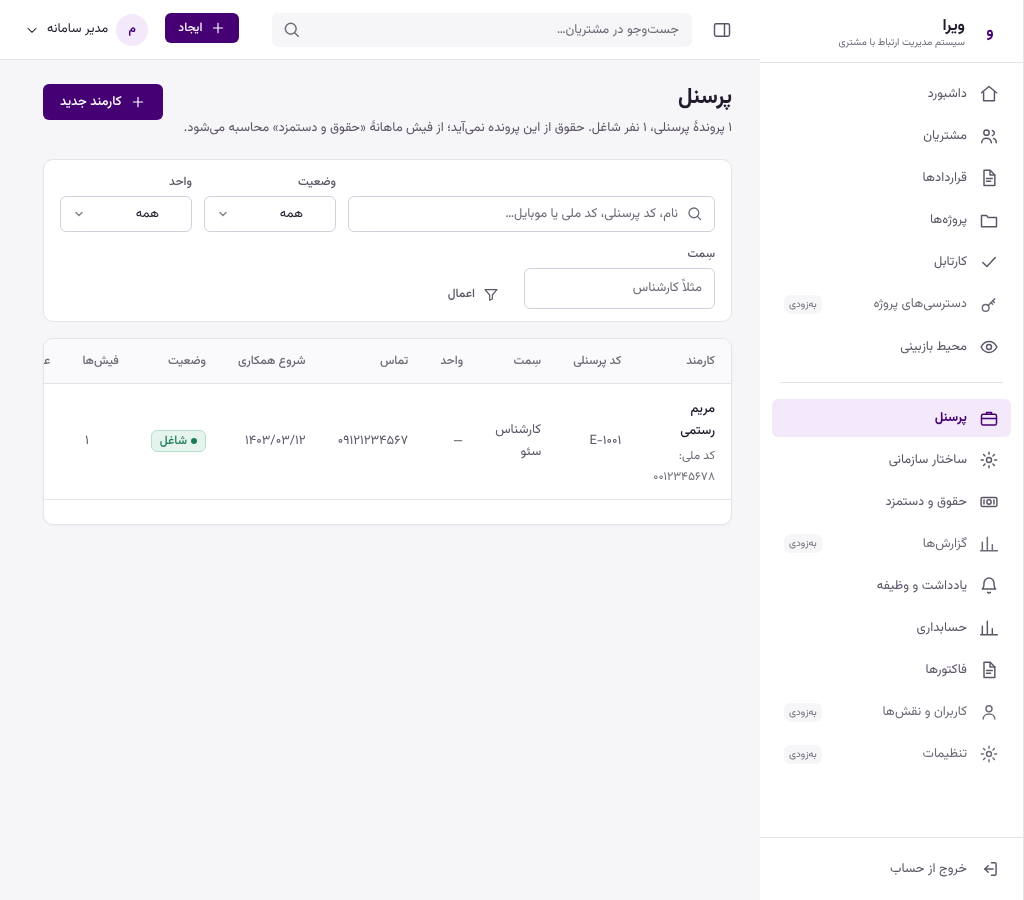 و
ویرا
سیستم مدیریت ارتباط با مشتری
جست‌وجو در مشتریان...
ایجاد
م
مدیر سامانه
داشبورد
مشتریان
قراردادها
پروژه‌ها
کارتابل
دسترسی‌های پروژه
به‌زودی
محیط بازبینی
پرسنل
ساختار سازمانی
حقوق و دستمزد
گزارش‌ها
به‌زودی
یادداشت و وظیفه
حسابداری
فاکتورها
کاربران و نقش‌ها
به‌زودی
تنظیمات
به‌زودی
خروج از حساب
پرسنل
۱ پروندهٔ پرسنلی، ۱ نفر شاغل. حقوق از این پرونده نمی‌آید؛ از فیش ماهانهٔ «حقوق و دستمزد» محاسبه می‌شود.
کارمند جدید
وضعیت
واحد
نام، کد پرسنلی، کد ملی یا موبایل...
همه
همه
سِمت
مثلاً کارشناس
اعمال
کارمند کد پرسنلی سِمت واحد تماس شروع همکاری وضعیت فیش‌ها ع
مریم
رستمی
کد ملی:
۰۰۱۲۳۴۵۶۷۸
E-۱۰۰۱
کارشناس
سئو
—
۰۹۱۲۱۲۳۴۵۶۷
۱۴۰۳/۰۳/۱۲
شاغل
۱